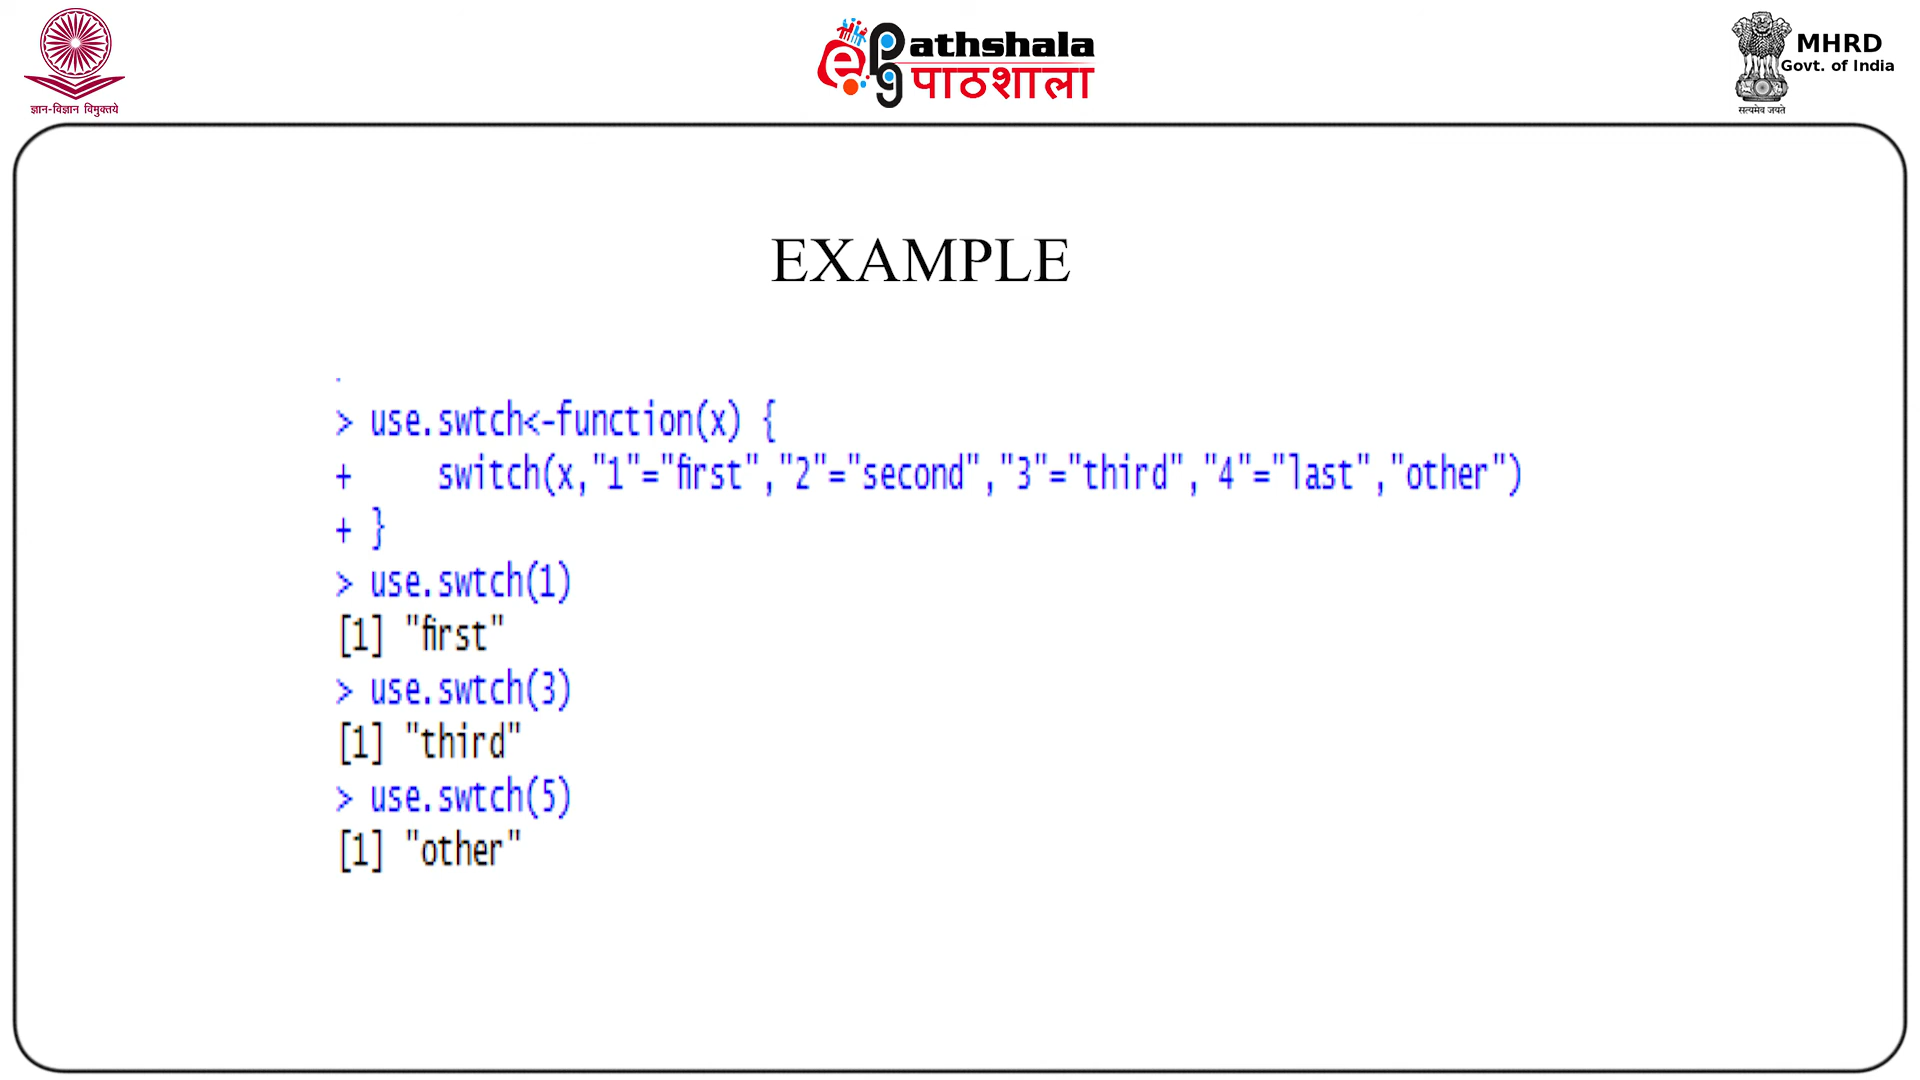 ज्ञान-विज्ञान विमुक्तये
ePG Pathshala
पाठशाला
MHRD
Govt. of India
सत्यमेव जयते
EXAMPLE
> use.swtch<-function(x) {
+     switch(x,"1"="first","2"="second","3"="third","4"="last","other")
+ }
> use.swtch(1)
[1] "first"
> use.swtch(3)
[1] "third"
> use.swtch(5)
[1] "other"